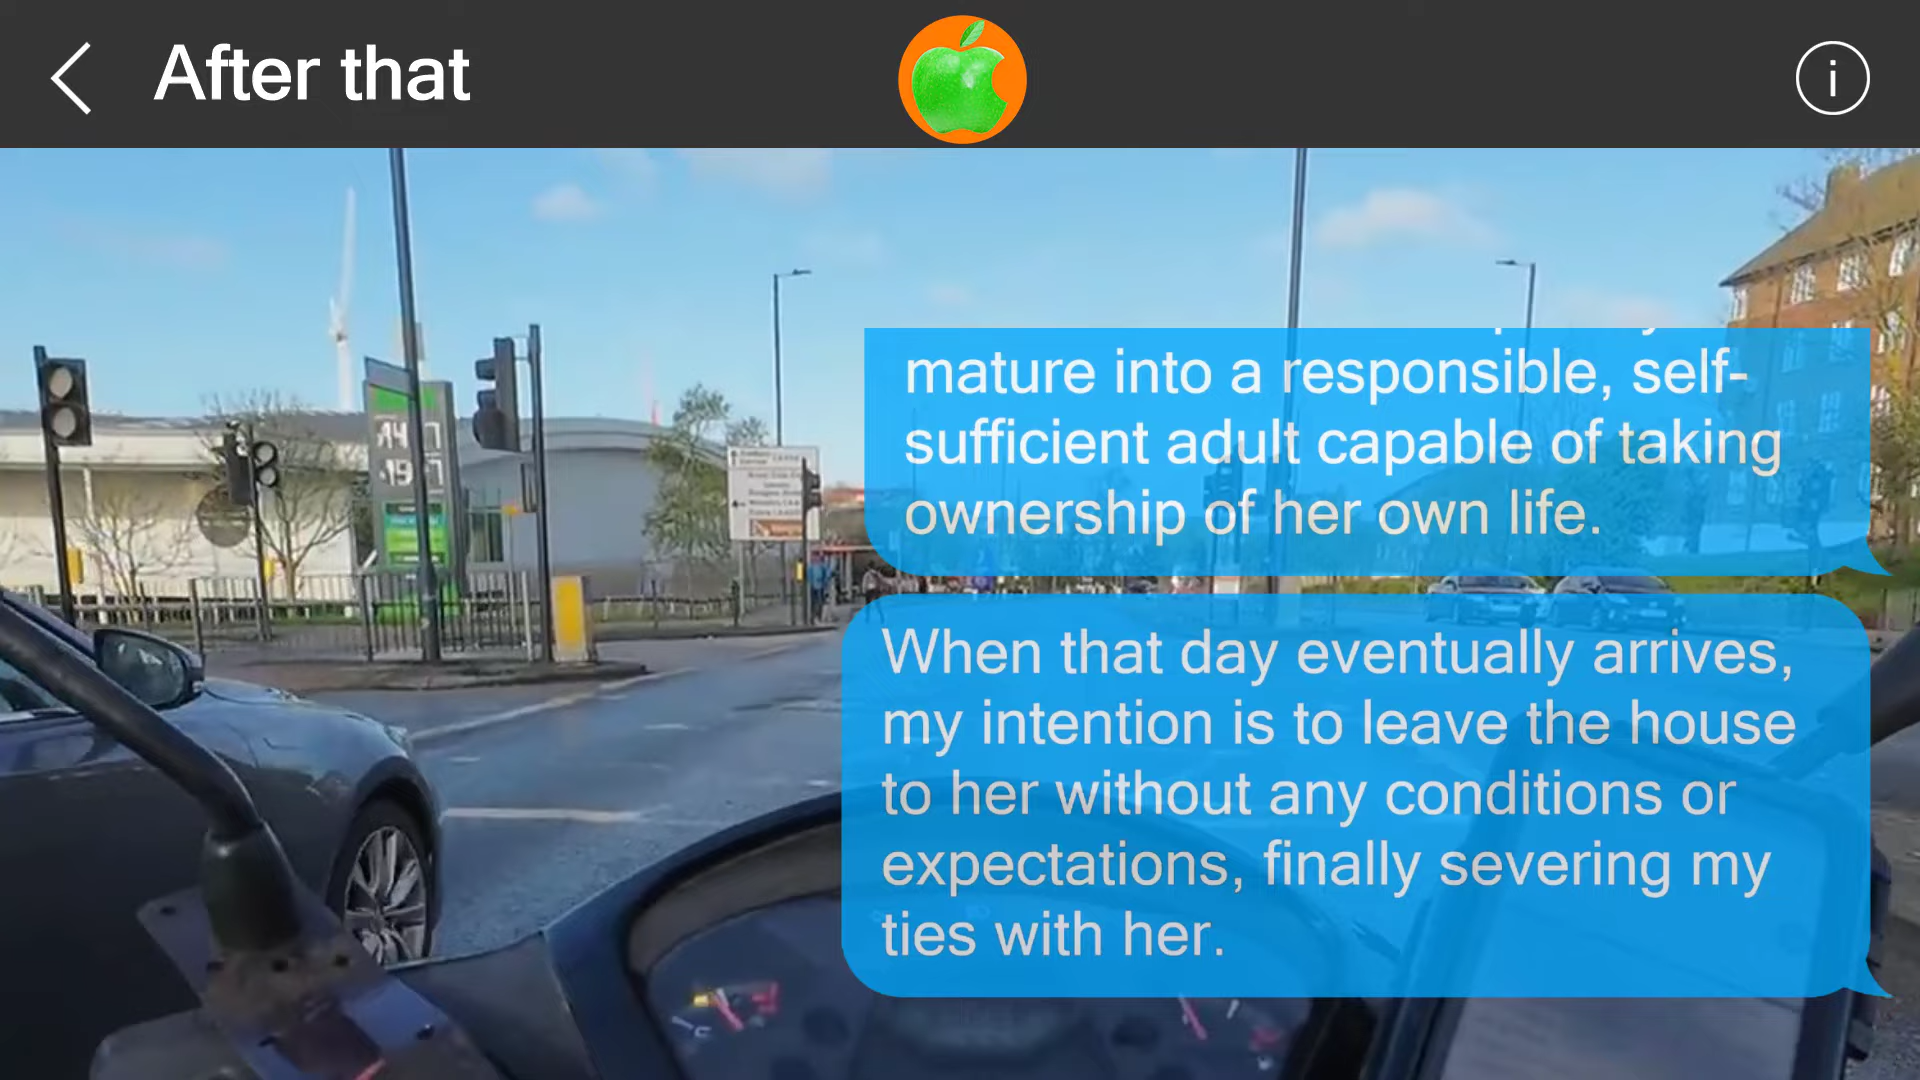 After that
mature into a responsible, self-
sufficient adult capable of taking
ownership of her own life.
When that day eventually arrives,
my intention is to leave the house
to her without any conditions or
expectations, finally severing my
ties with her.